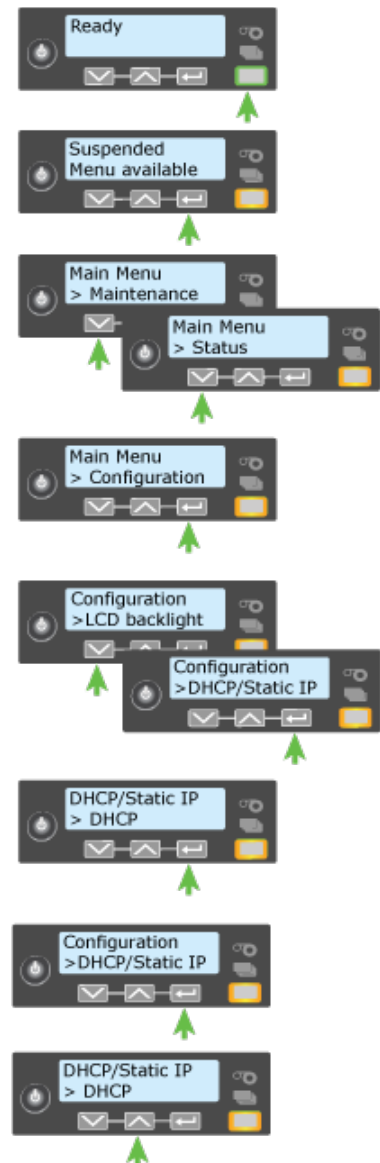 Ready
Suspended
Menu available
Main Menu
> Maintenance
Main Menu
> Status
Main Menu
> Configuration
Configuration
>LCD backlight
Configuration
>DHCP/Static IP
DHCP/Static IP
> DHCP
Configuration
>DHCP/Static IP
DHCP/Static IP
> DHCP